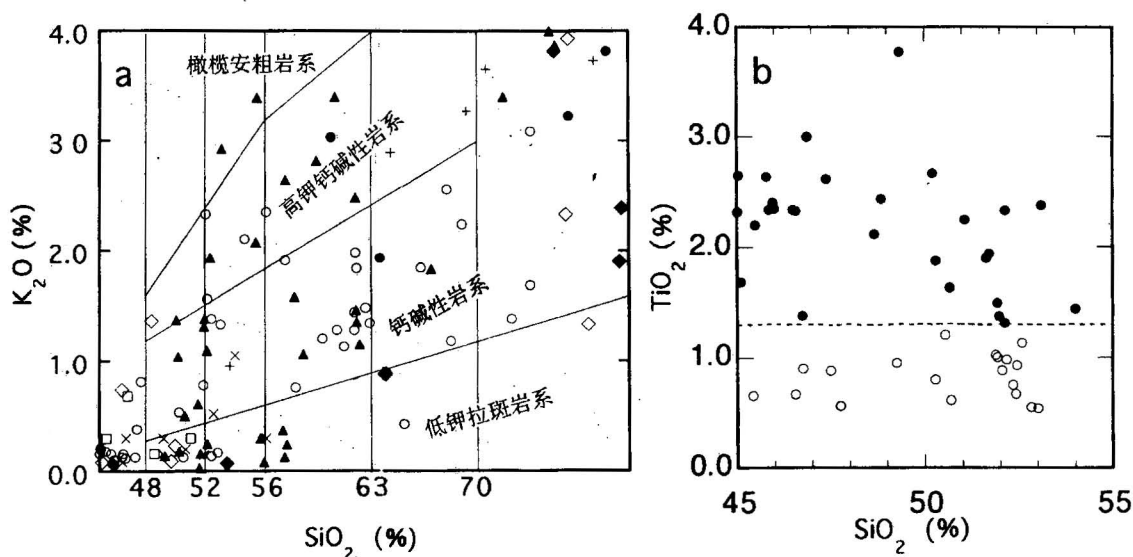 a
橄榄安粗岩系
高钾钙碱性岩系
钙碱性岩系
低钾拉斑岩系
4.0
3.0
2.0
1.0
0.0
K₂O (%)
48 52 56 63 70
SiO₂ (%)
b
4.0
3.0
2.0
1.0
0.0
TiO₂ (%)
45 50 55
SiO₂ (%)